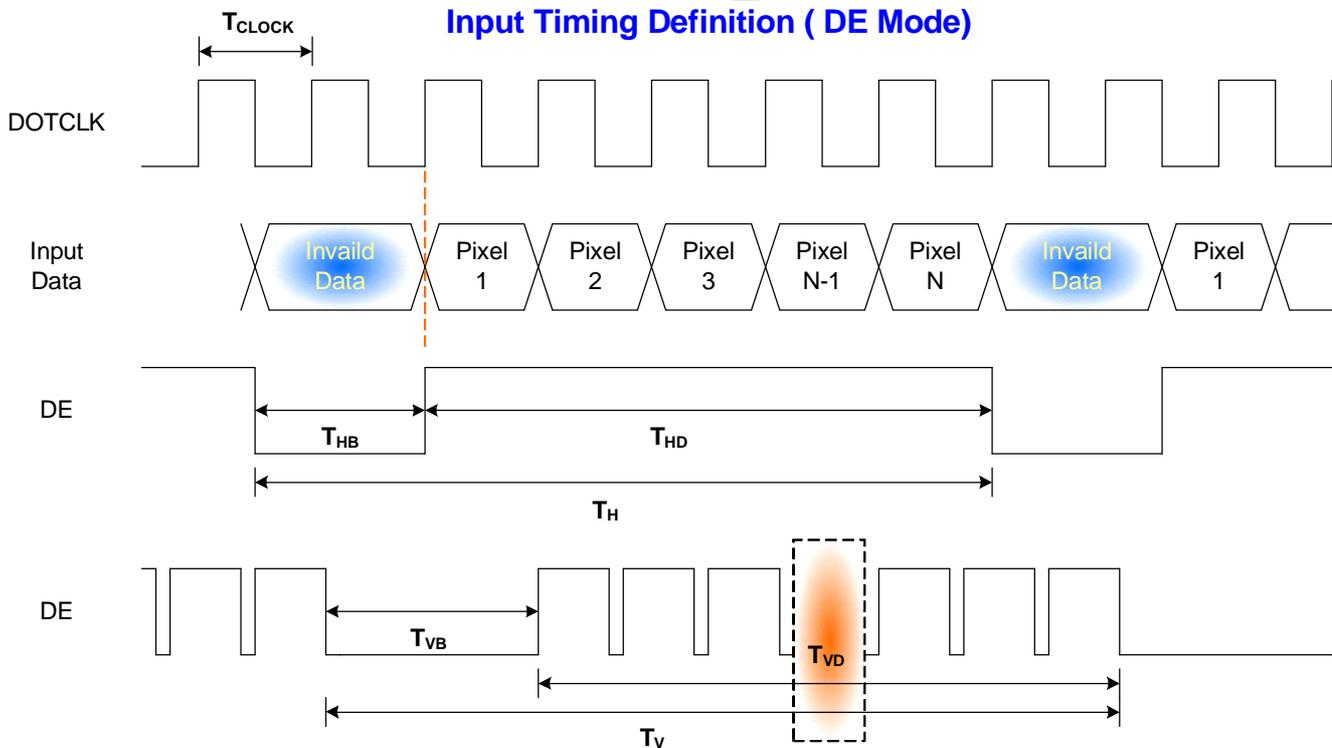 Input Timing Definition ( DE Mode)
TCLOCK
DOTCLK
Input
Data
Invaild
Data
Pixel
1
Pixel
2
Pixel
3
Pixel
N-1
Pixel
N
Invaild
Data
Pixel
1
DE
THB
THD
TH
DE
TVB
TVD
TV